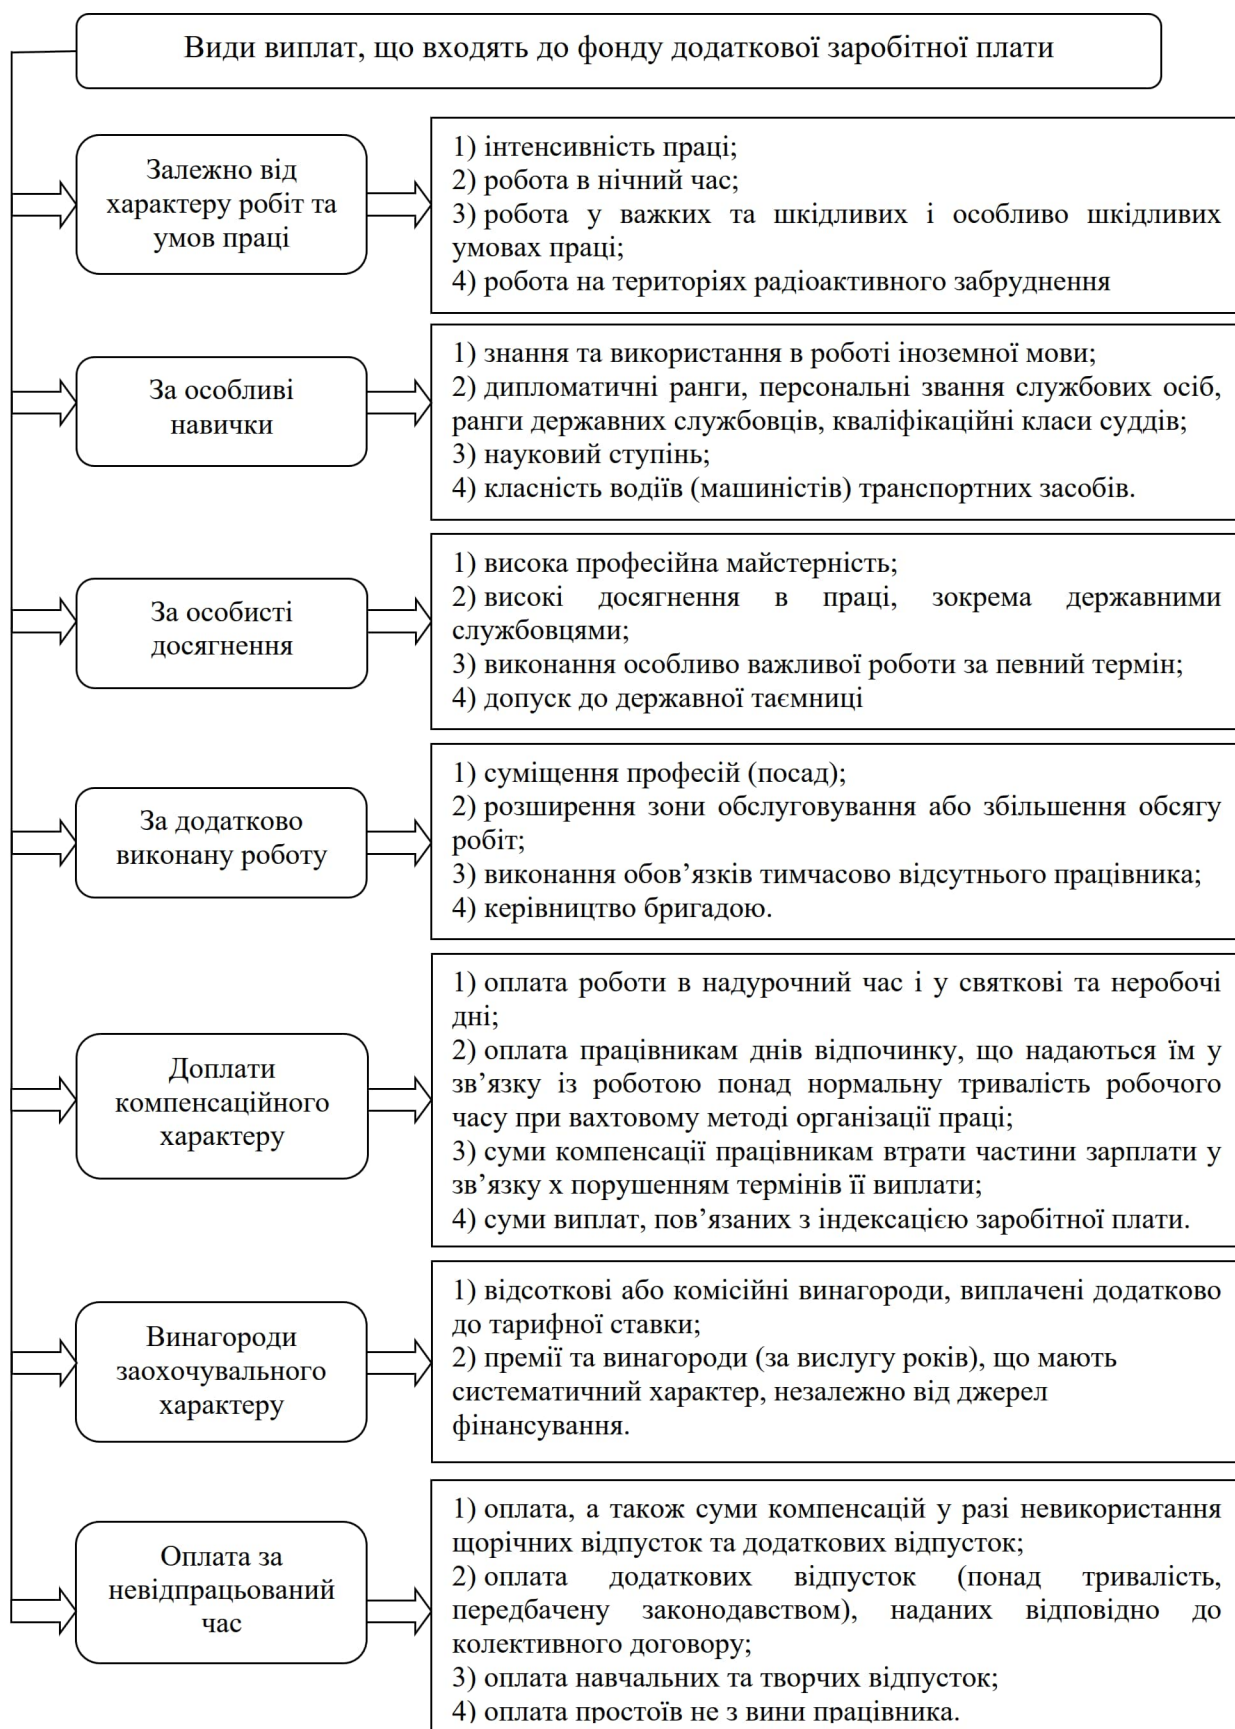 Види виплат, що входять до фонду додаткової заробітної плати
Залежно від
характеру робіт та
умов праці
1) інтенсивність праці;
2) робота в нічний час;
3) робота у важких та шкідливих і особливо шкідливих
умовах праці;
4) робота на територіях радіоактивного забруднення
За особливі
навички
1) знання та використання в роботі іноземної мови;
2) дипломатичні ранги, персональні звання службових осіб,
ранги державних службовців, кваліфікаційні класи суддів;
3) науковий ступінь;
4) класність водіїв (машиністів) транспортних засобів.
За особисті
досягнення
1) висока професійна майстерність;
2) високі досягнення в праці, зокрема державними
службовцями;
3) виконання особливо важливої роботи за певний термін;
4) допуск до державної таємниці
За додатково
виконану роботу
1) суміщення професій (посад);
2) розширення зони обслуговування або збільшення обсягу
робіт;
3) виконання обов’язків тимчасово відсутнього працівника;
4) керівництво бригадою.
Доплати
компенсаційного
характеру
1) оплата роботи в надурочний час і у святкові та неробочі
дні;
2) оплата працівникам днів відпочинку, що надаються їм у
зв’язку із роботою понад нормальну тривалість робочого
часу при вахтовому методі організації праці;
3) суми компенсації працівникам втрати частини зарплати у
зв’язку х порушенням термінів її виплати;
4) суми виплат, пов’язаних з індексацією заробітної плати.
Винагороди
заохочувального
характеру
1) відсоткові або комісійні винагороди, виплачені додатково
до тарифної ставки;
2) премії та винагороди (за вислугу років), що мають
систематичний характер, незалежно від джерел
фінансування.
Оплата за
невідпрацьований
час
1) оплата, а також суми компенсацій у разі невикористання
щорічних відпусток та додаткових відпусток;
2) оплата додаткових відпусток (понад тривалість,
передбачену законодавством), наданих відповідно до
колективного договору;
3) оплата навчальних та творчих відпусток;
4) оплата простоїв не з вини працівника.